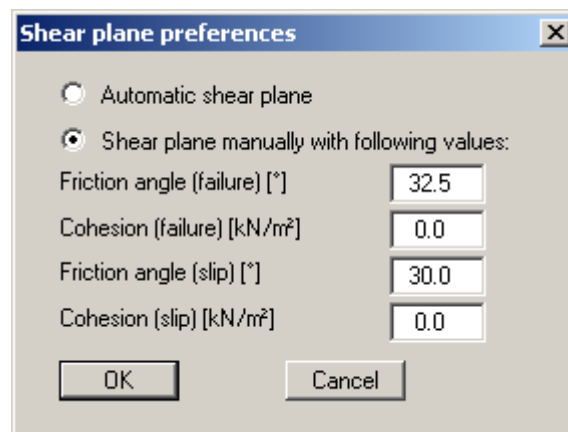 Shear plane preferences
Automatic shear plane
Shear plane manually with following values:
Friction angle (failure) [°] 32.5
Cohesion (failure) [kN/m²] 0.0
Friction angle (slip) [°] 30.0
Cohesion (slip) [kN/m²] 0.0
OK Cancel